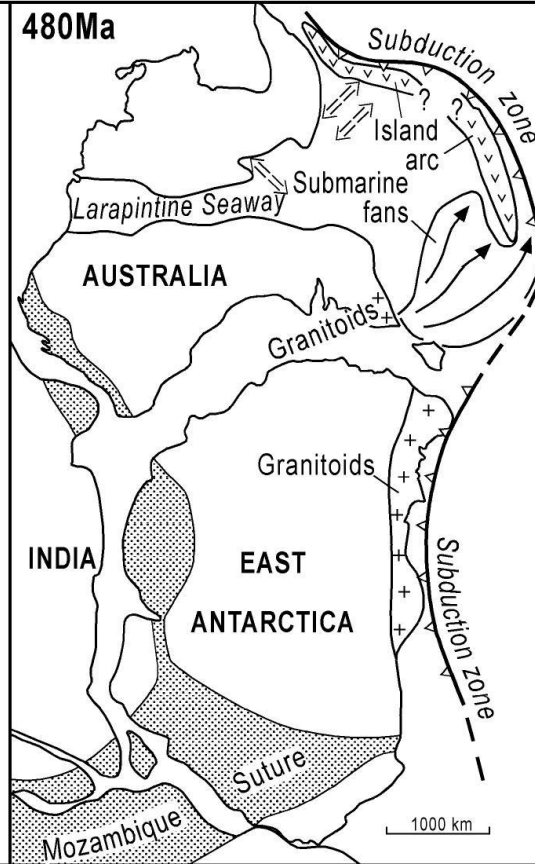 480Ma
Subduction
zone
?
?
Island
arc
Submarine
fans
Larapintine Seaway
AUSTRALIA
Granitoids
Granitoids
INDIA
EAST
ANTARCTICA
Subduction zone
Suture
Mozambique
1000 km